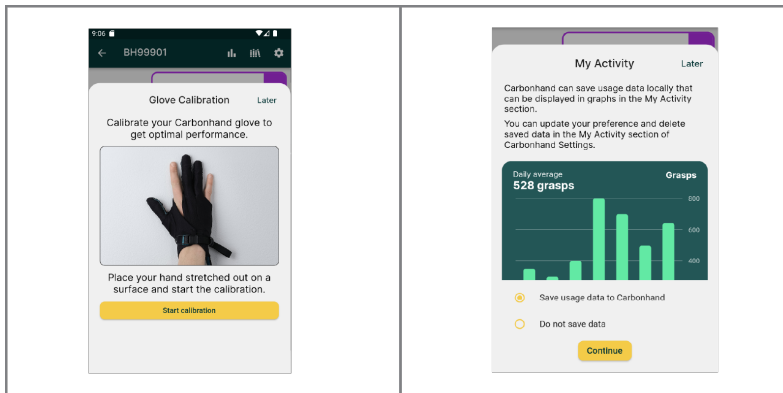 9:06
BH99901
Glove Calibration
Later
Calibrate your Carbonhand glove to
get optimal performance.
Place your hand stretched out on a
surface and start the calibration.
Start calibration
My Activity
Later
Carbonhand can save usage data locally that
can be displayed in graphs in the My Activity
section.
You can update your preference and delete
saved data in the My Activity section of
Carbonhand Settings.
Daily average
Grasps
528 grasps
800
600
400
Save usage data to Carbonhand
Do not save data
Continue